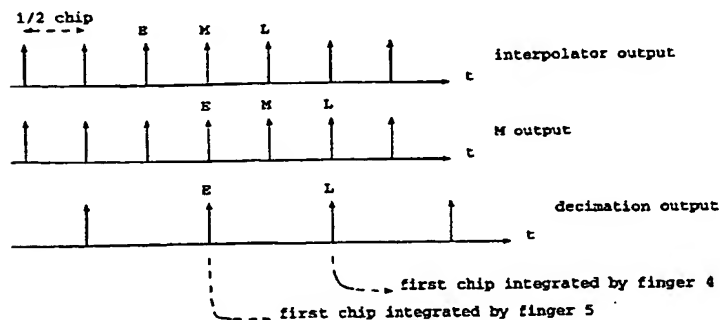 1/2 chip
E M L
interpolator output
t
E M L
M output
t
E L
decimation output
t
first chip integrated by finger 4
first chip integrated by finger 5